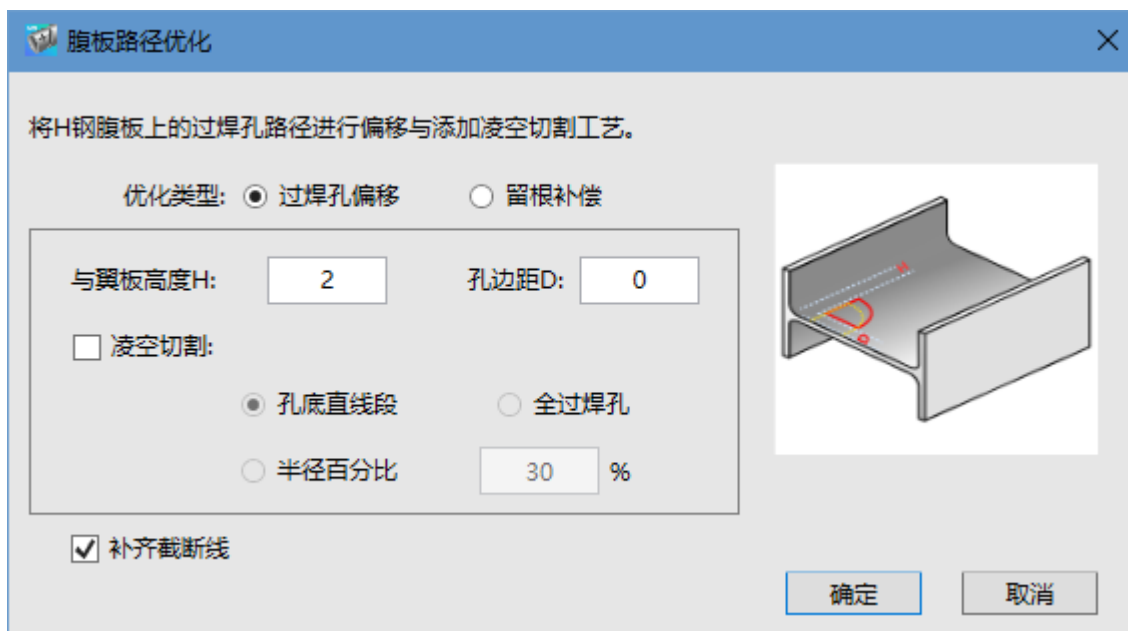 腹板路径优化
将H钢腹板上的过焊孔路径进行偏移与添加凌空切割工艺。
优化类型: 过焊孔偏移 留根补偿
与翼板高度H: 2 孔边距D: 0
凌空切割:
孔底直线段 全过焊孔
半径百分比 30 %
补齐截断线
H
D
确定 取消